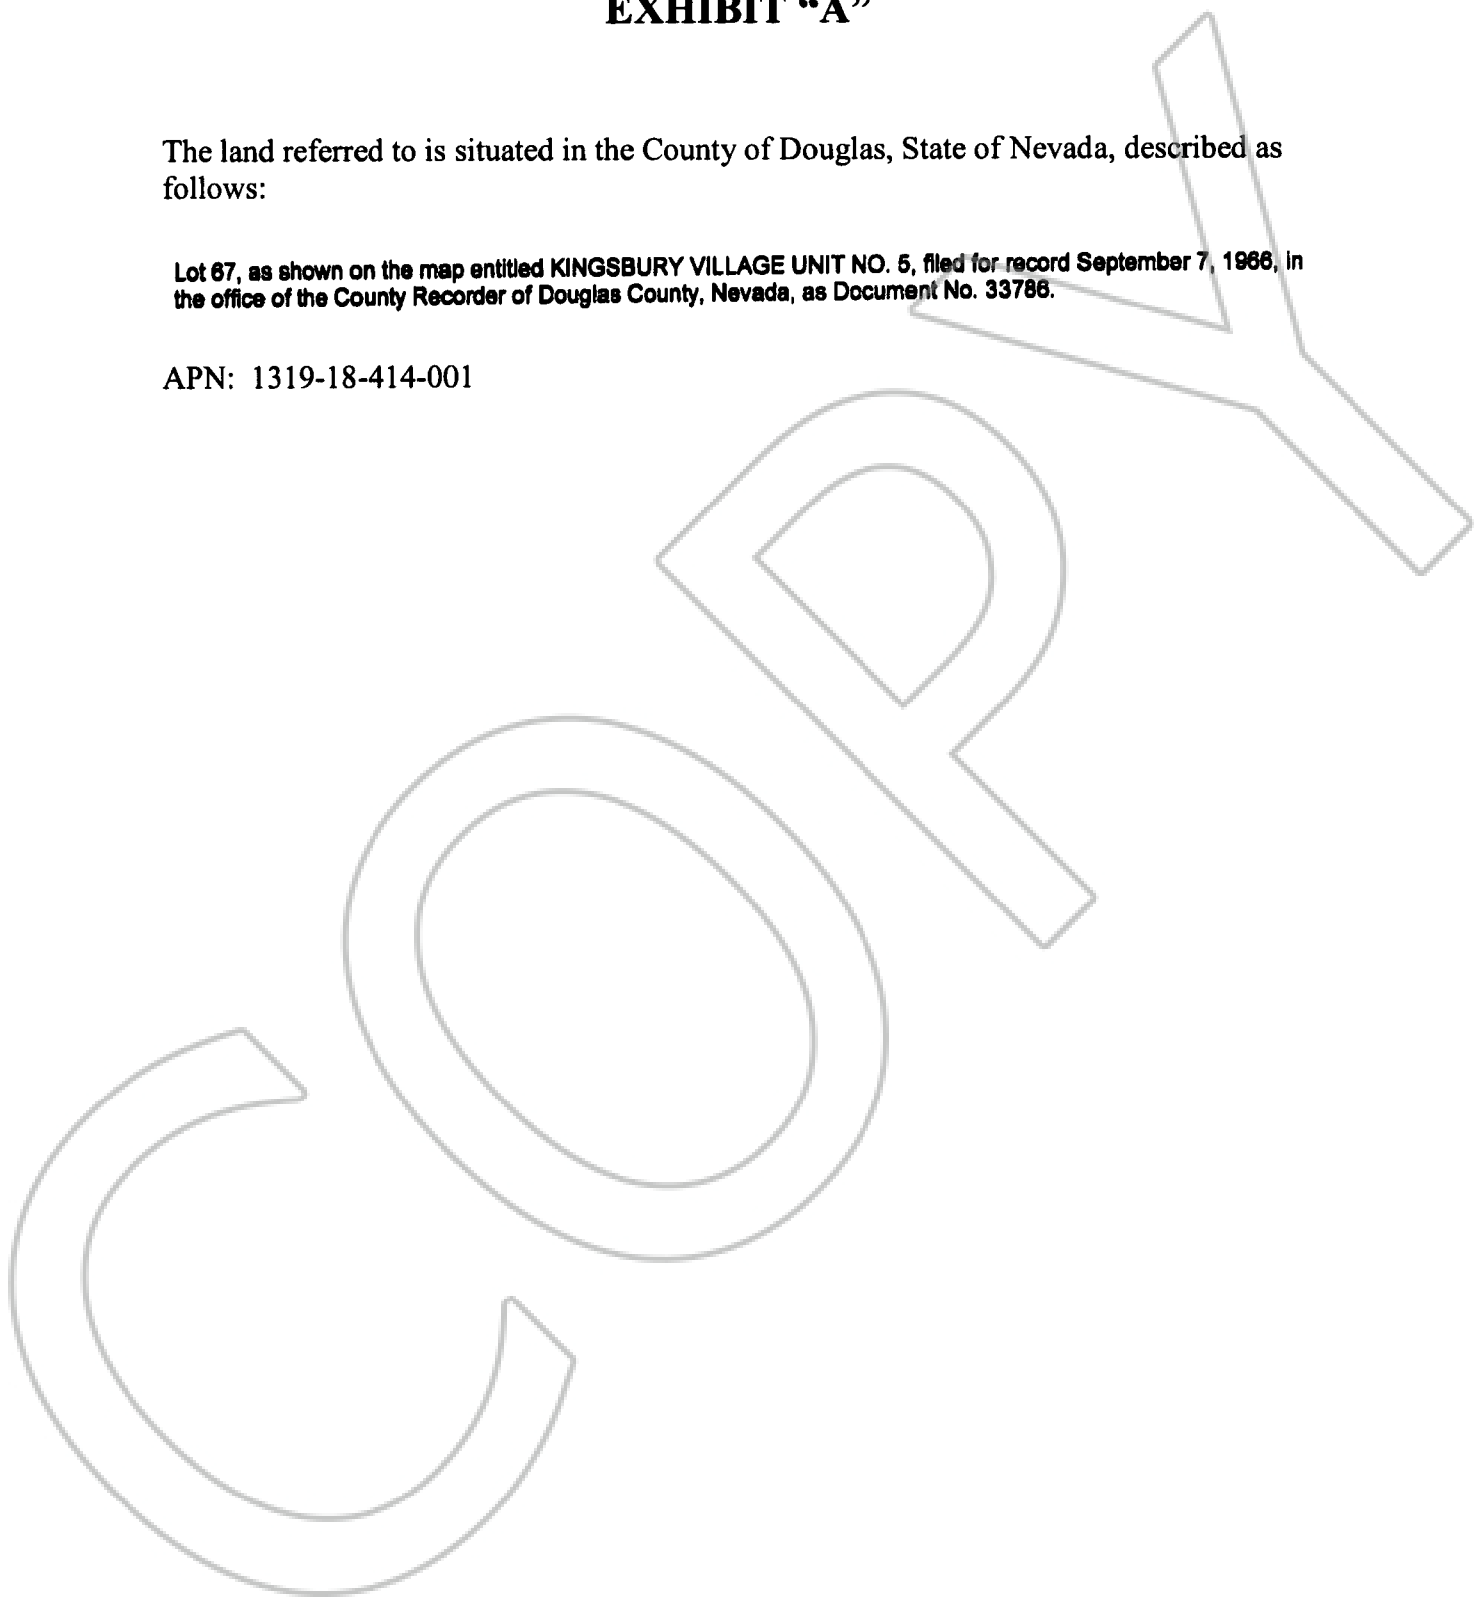 EXHIBIT “A”
The land referred to is situated in the County of Douglas, State of Nevada, described as
follows:
Lot 67, as shown on the map entitled KINGSBURY VILLAGE UNIT NO. 5, filed for record September 7, 1966, in
the office of the County Recorder of Douglas County, Nevada, as Document No. 33786.
APN: 1319-18-414-001
COPY